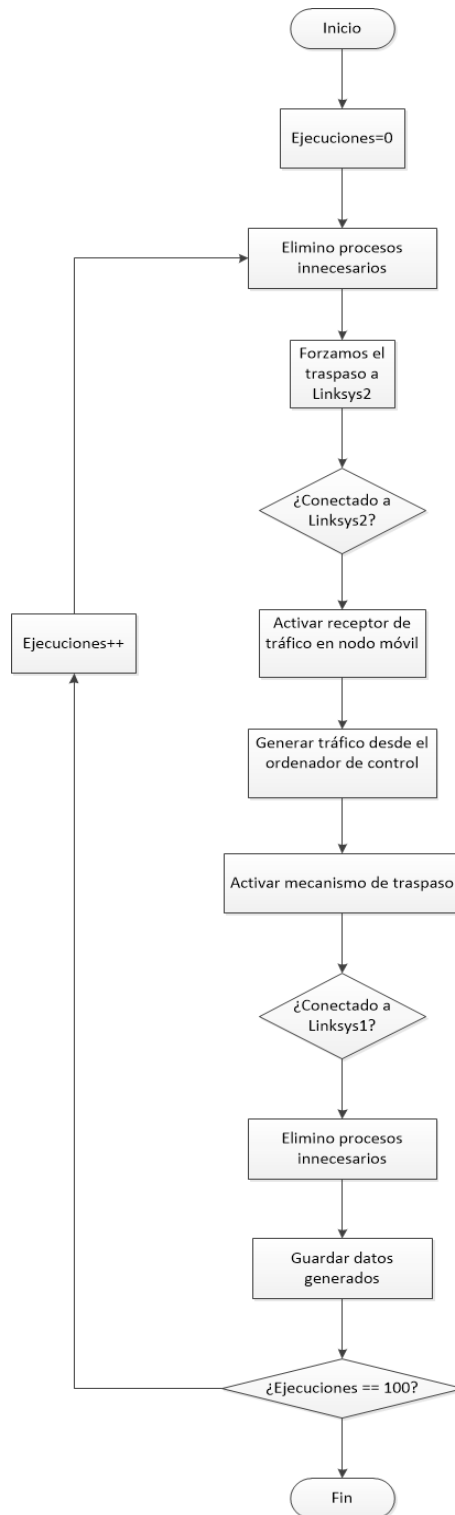 Inicio
Ejecuciones=0
Elimino procesos
innecesarios
Forzamos el
traspaso a
Linksys2
¿Conectado a
Linksys2?
Activar receptor de
tráfico en nodo móvil
Ejecuciones++
Generar tráfico desde el
ordenador de control
Activar mecanismo de traspaso
¿Conectado a
Linksys1?
Elimino procesos
innecesarios
Guardar datos
generados
¿Ejecuciones == 100?
Fin